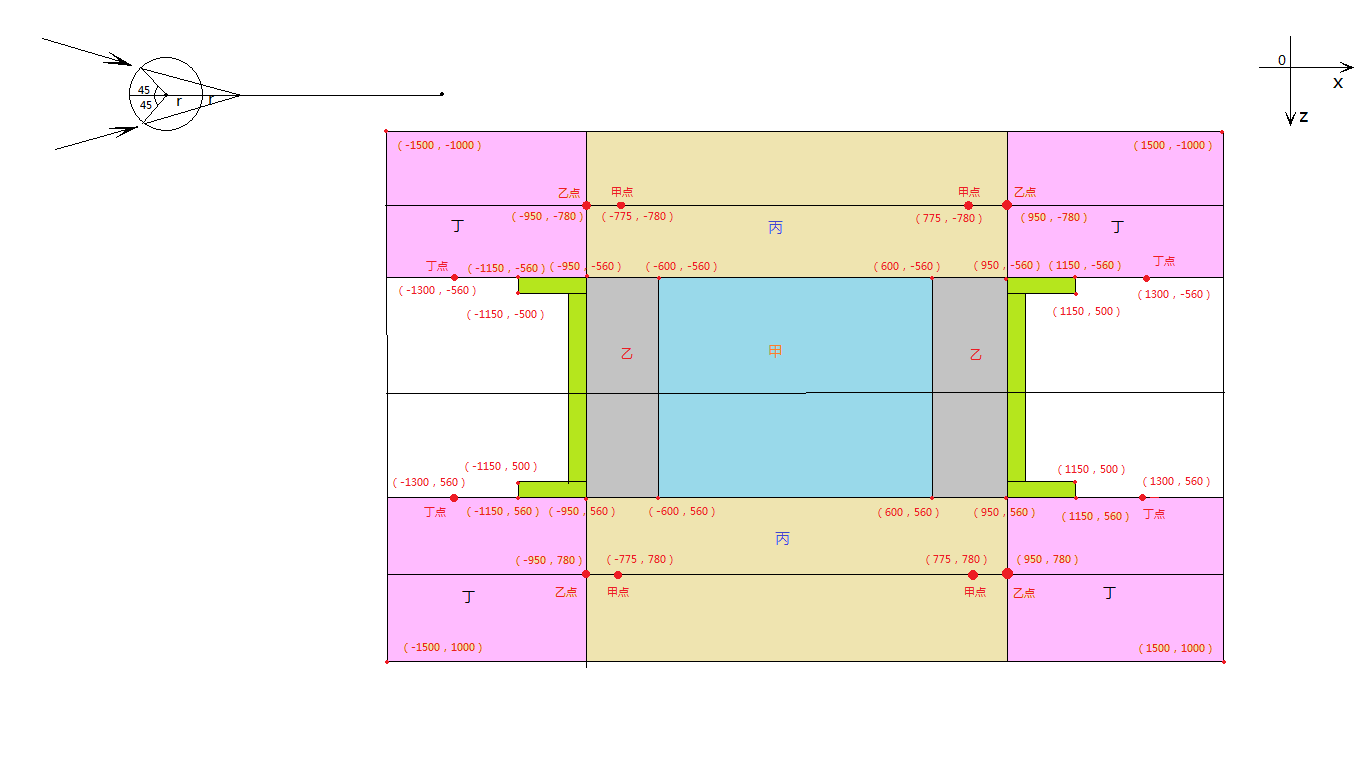 0
x
z
45
45
r
r
（-1500，-1000）
（1500，-1000）
乙点
甲点
甲点
乙点
（-950，-780）
（-775，-780）
（775，-780）
（950，-780）
丁
丙
丁
丁点
（-1150，-560）
（-950，-560）
（-600，-560）
（600，-560）
（950，-560）
（1150，-560）
丁点
（-1300，-560）
（1300，-560）
（-1150，-500）
（1150，500）
乙
甲
乙
（-1150，500）
（1150，500）
（-1300，560）
（1300，560）
丁点
（-1150，560）
（-950，560）
（-600，560）
（600，560）
（950，560）
（1150，560）
丁点
丙
（-950，780）
（-775，780）
（775，780）
（950，780）
丁
乙点
甲点
甲点
乙点
丁
（-1500，1000）
（1500，1000）